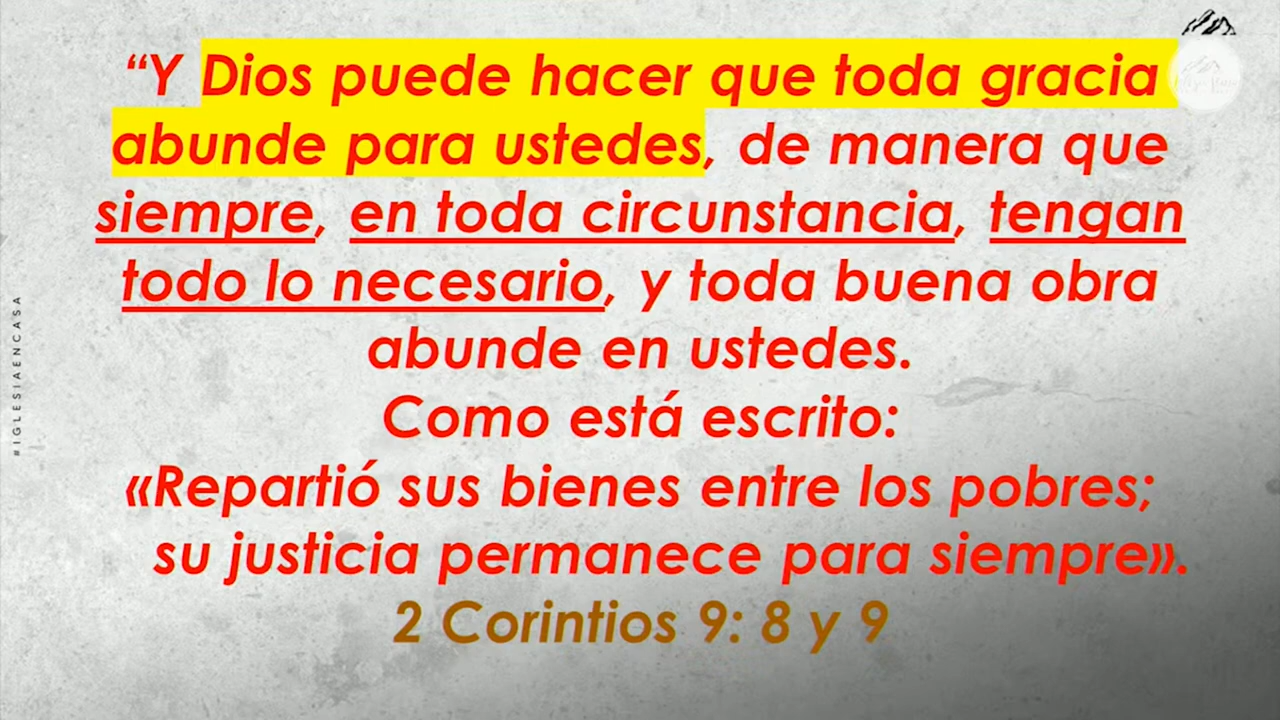 “Y Dios puede hacer que toda gracia
abunde para ustedes, de manera que
siempre, en toda circunstancia, tengan
todo lo necesario, y toda buena obra
abunde en ustedes.
Como está escrito:
«Repartió sus bienes entre los pobres;
su justicia permanece para siempre».
2 Corintios 9: 8 y 9
#IGLESIAENCASA